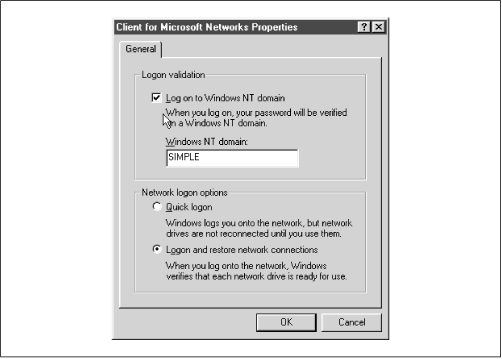 Client for Microsoft Networks Properties
General
Logon validation
Log on to Windows NT domain
When you log on, your password will be verified
in a Windows NT domain.
Windows NT domain:
SIMPLE
Network logon options
Quick logon
Windows logs you onto the network, but network
drives are not reconnected until you use them.
Logon and restore network connections
When you log onto the network, Windows
verifies that each network drive is ready for use.
OK
Cancel